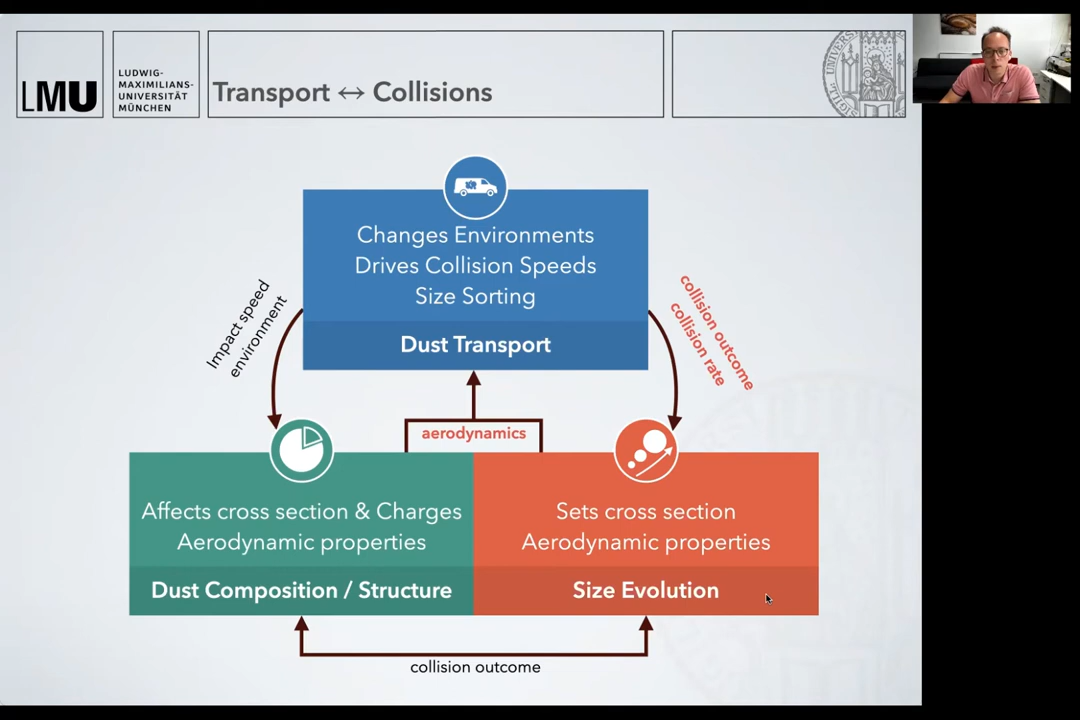 LMU
LUDWIG-
MAXIMILIANS-
UNIVERSITÄT
MÜNCHEN
Transport ↔ Collisions
Changes Environments
Drives Collision Speeds
Size Sorting
Dust Transport
Impact speed
environment
collision outcome
collision rate
aerodynamics
Affects cross section & Charges
Aerodynamic properties
Dust Composition / Structure
Sets cross section
Aerodynamic properties
Size Evolution
collision outcome